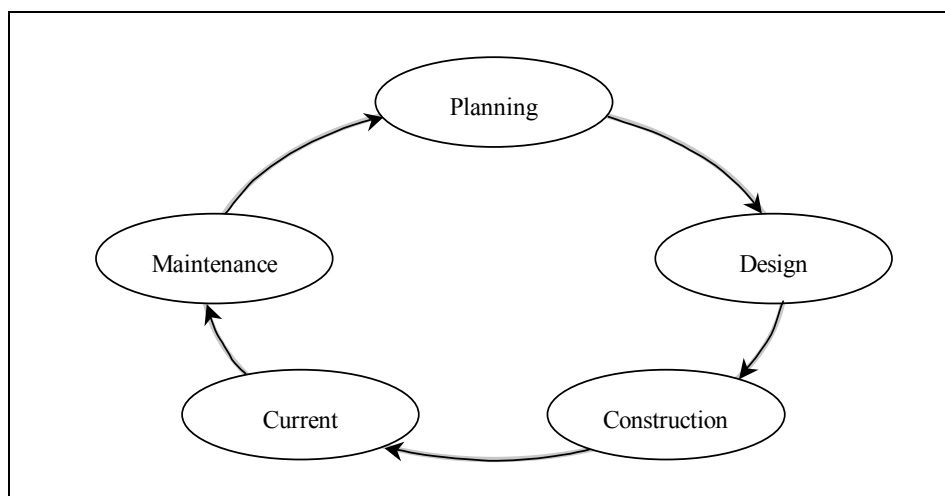 Planning
Design
Construction
Current
Maintenance